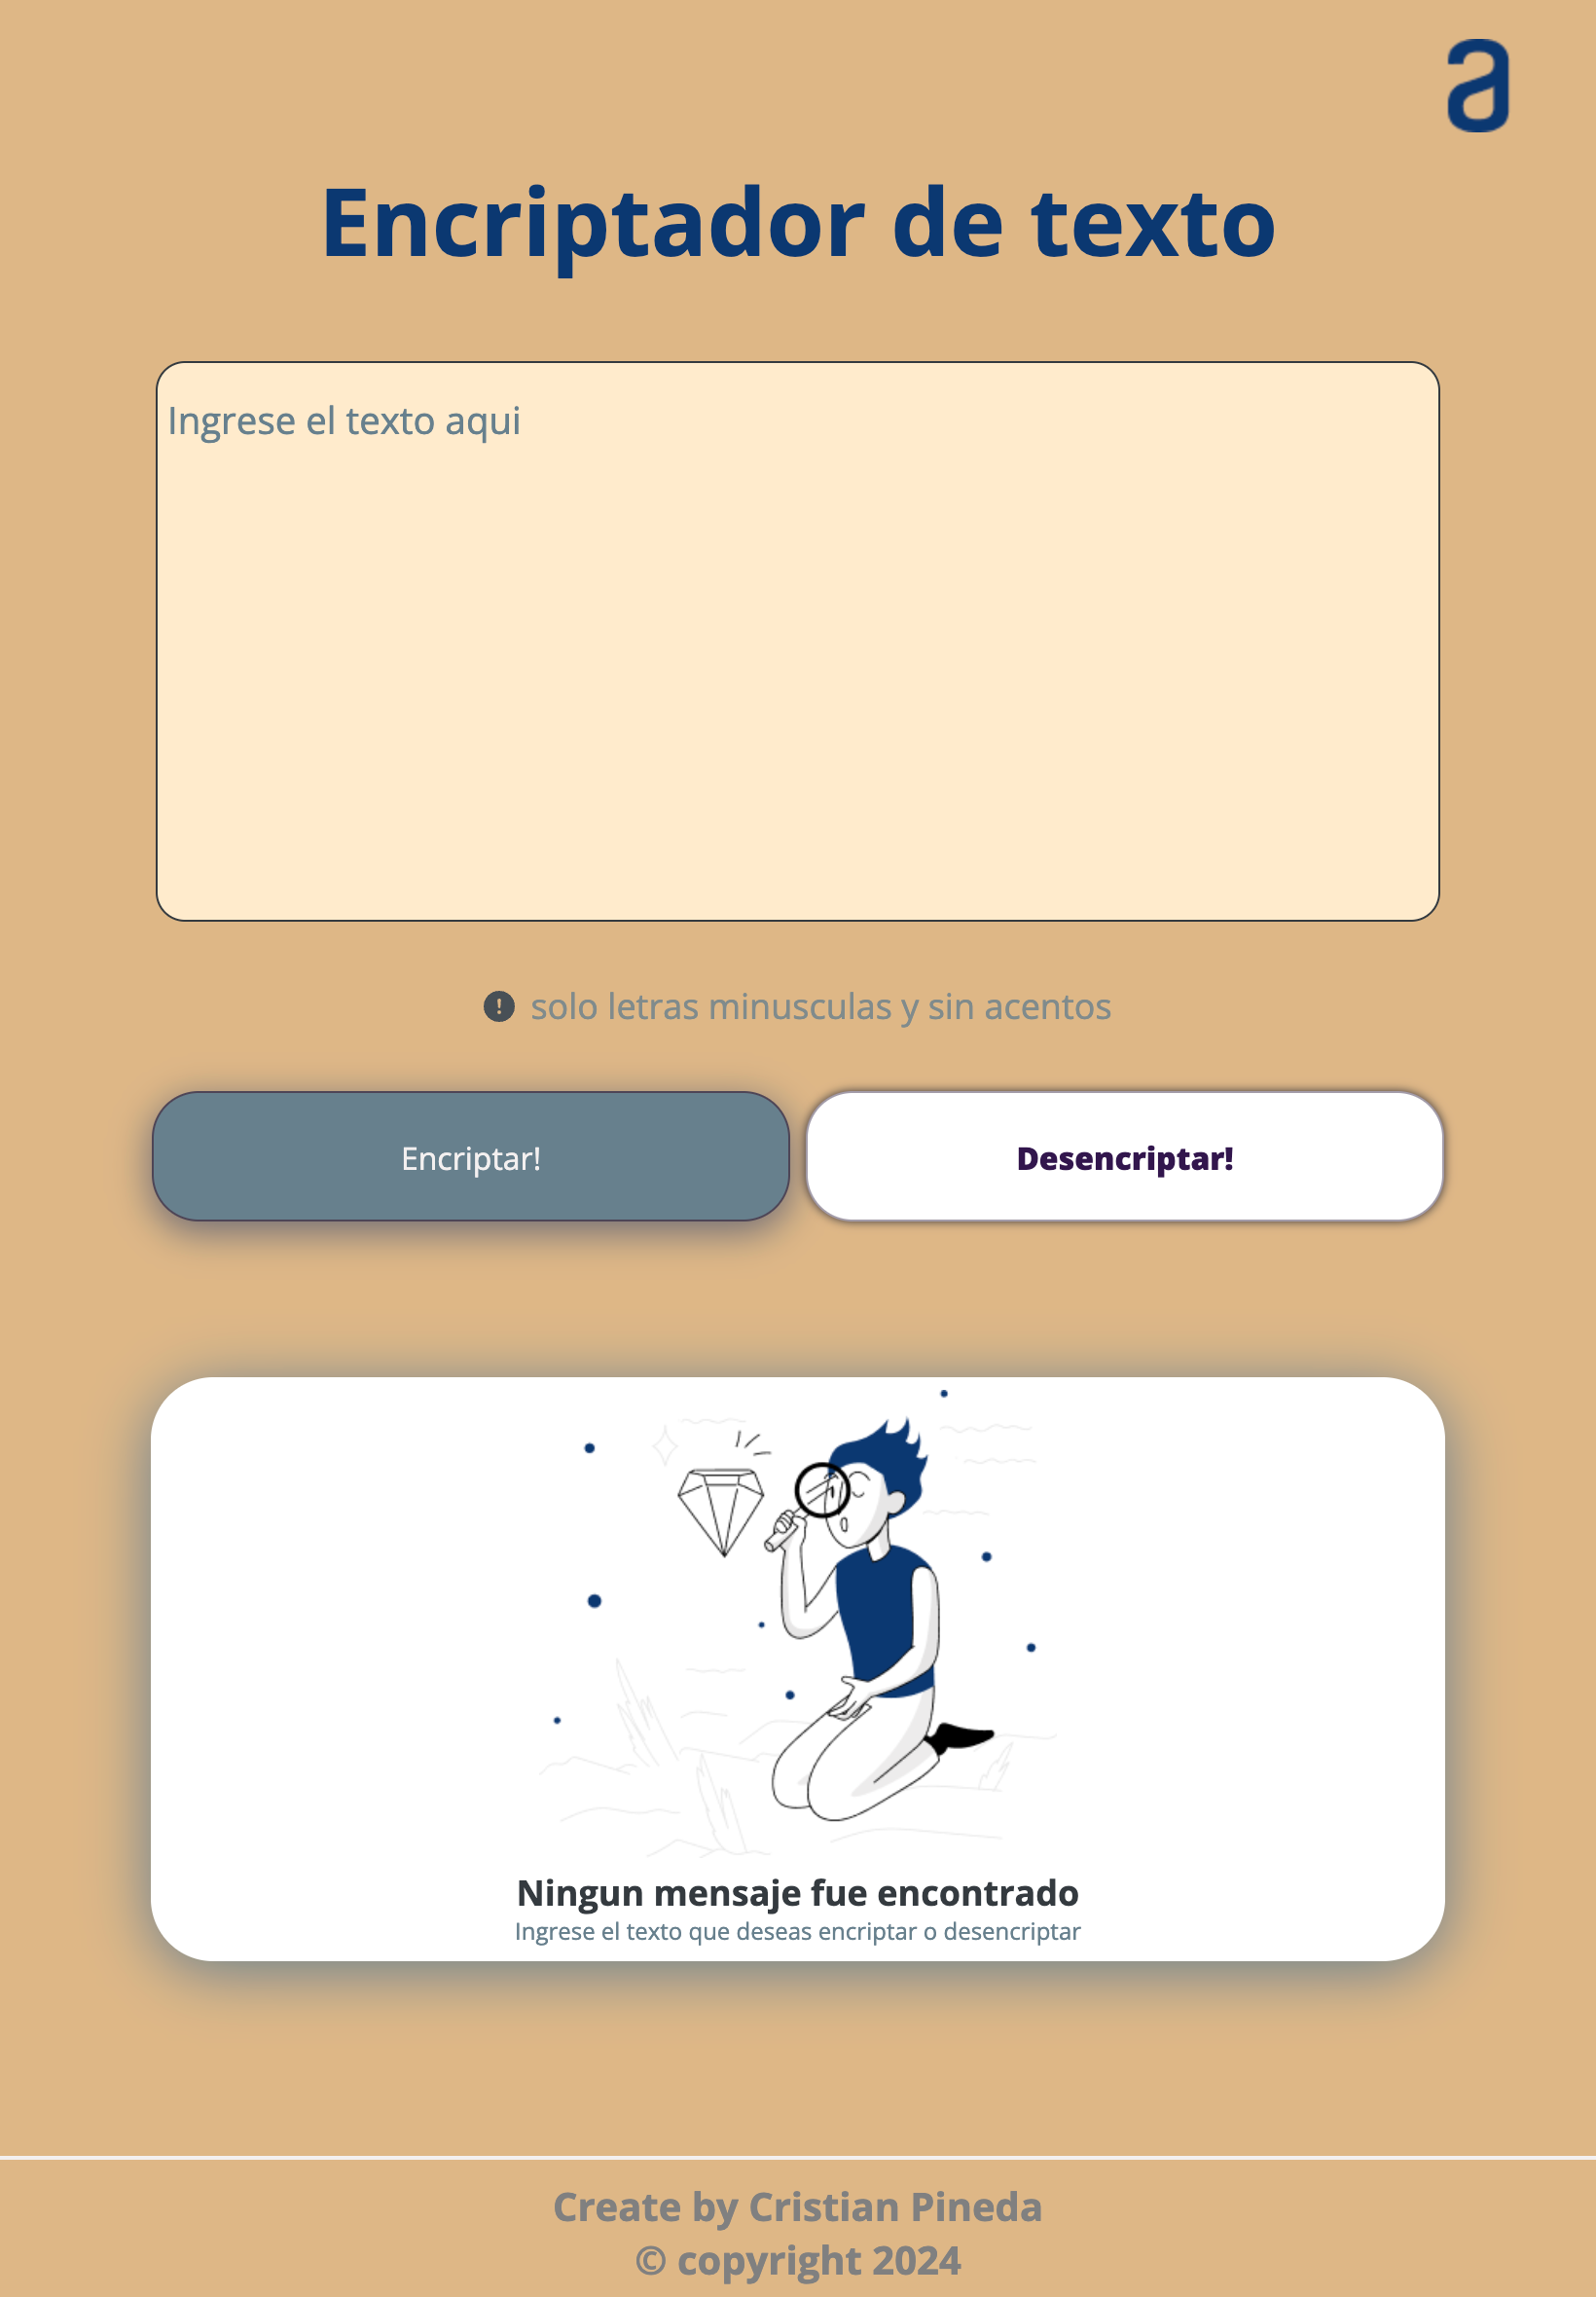 a
Encriptador de texto
Ingrese el texto aqui
! solo letras minusculas y sin acentos
Encriptar!
Desencriptar!
Ningun mensaje fue encontrado
Ingrese el texto que deseas encriptar o desencriptar
Create by Cristian Pineda
© copyright 2024